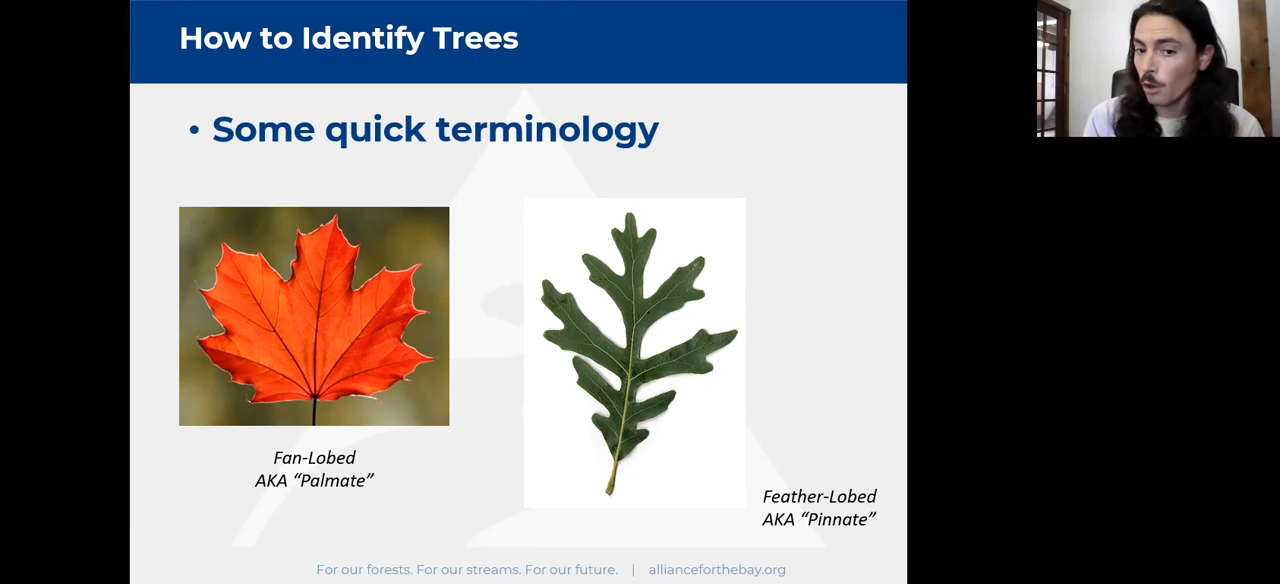 How to Identify Trees
• Some quick terminology
Fan-Lobed
AKA “Palmate”
Feather-Lobed
AKA “Pinnate”
For our forests. For our streams. For our future. | allianceforthebay.org